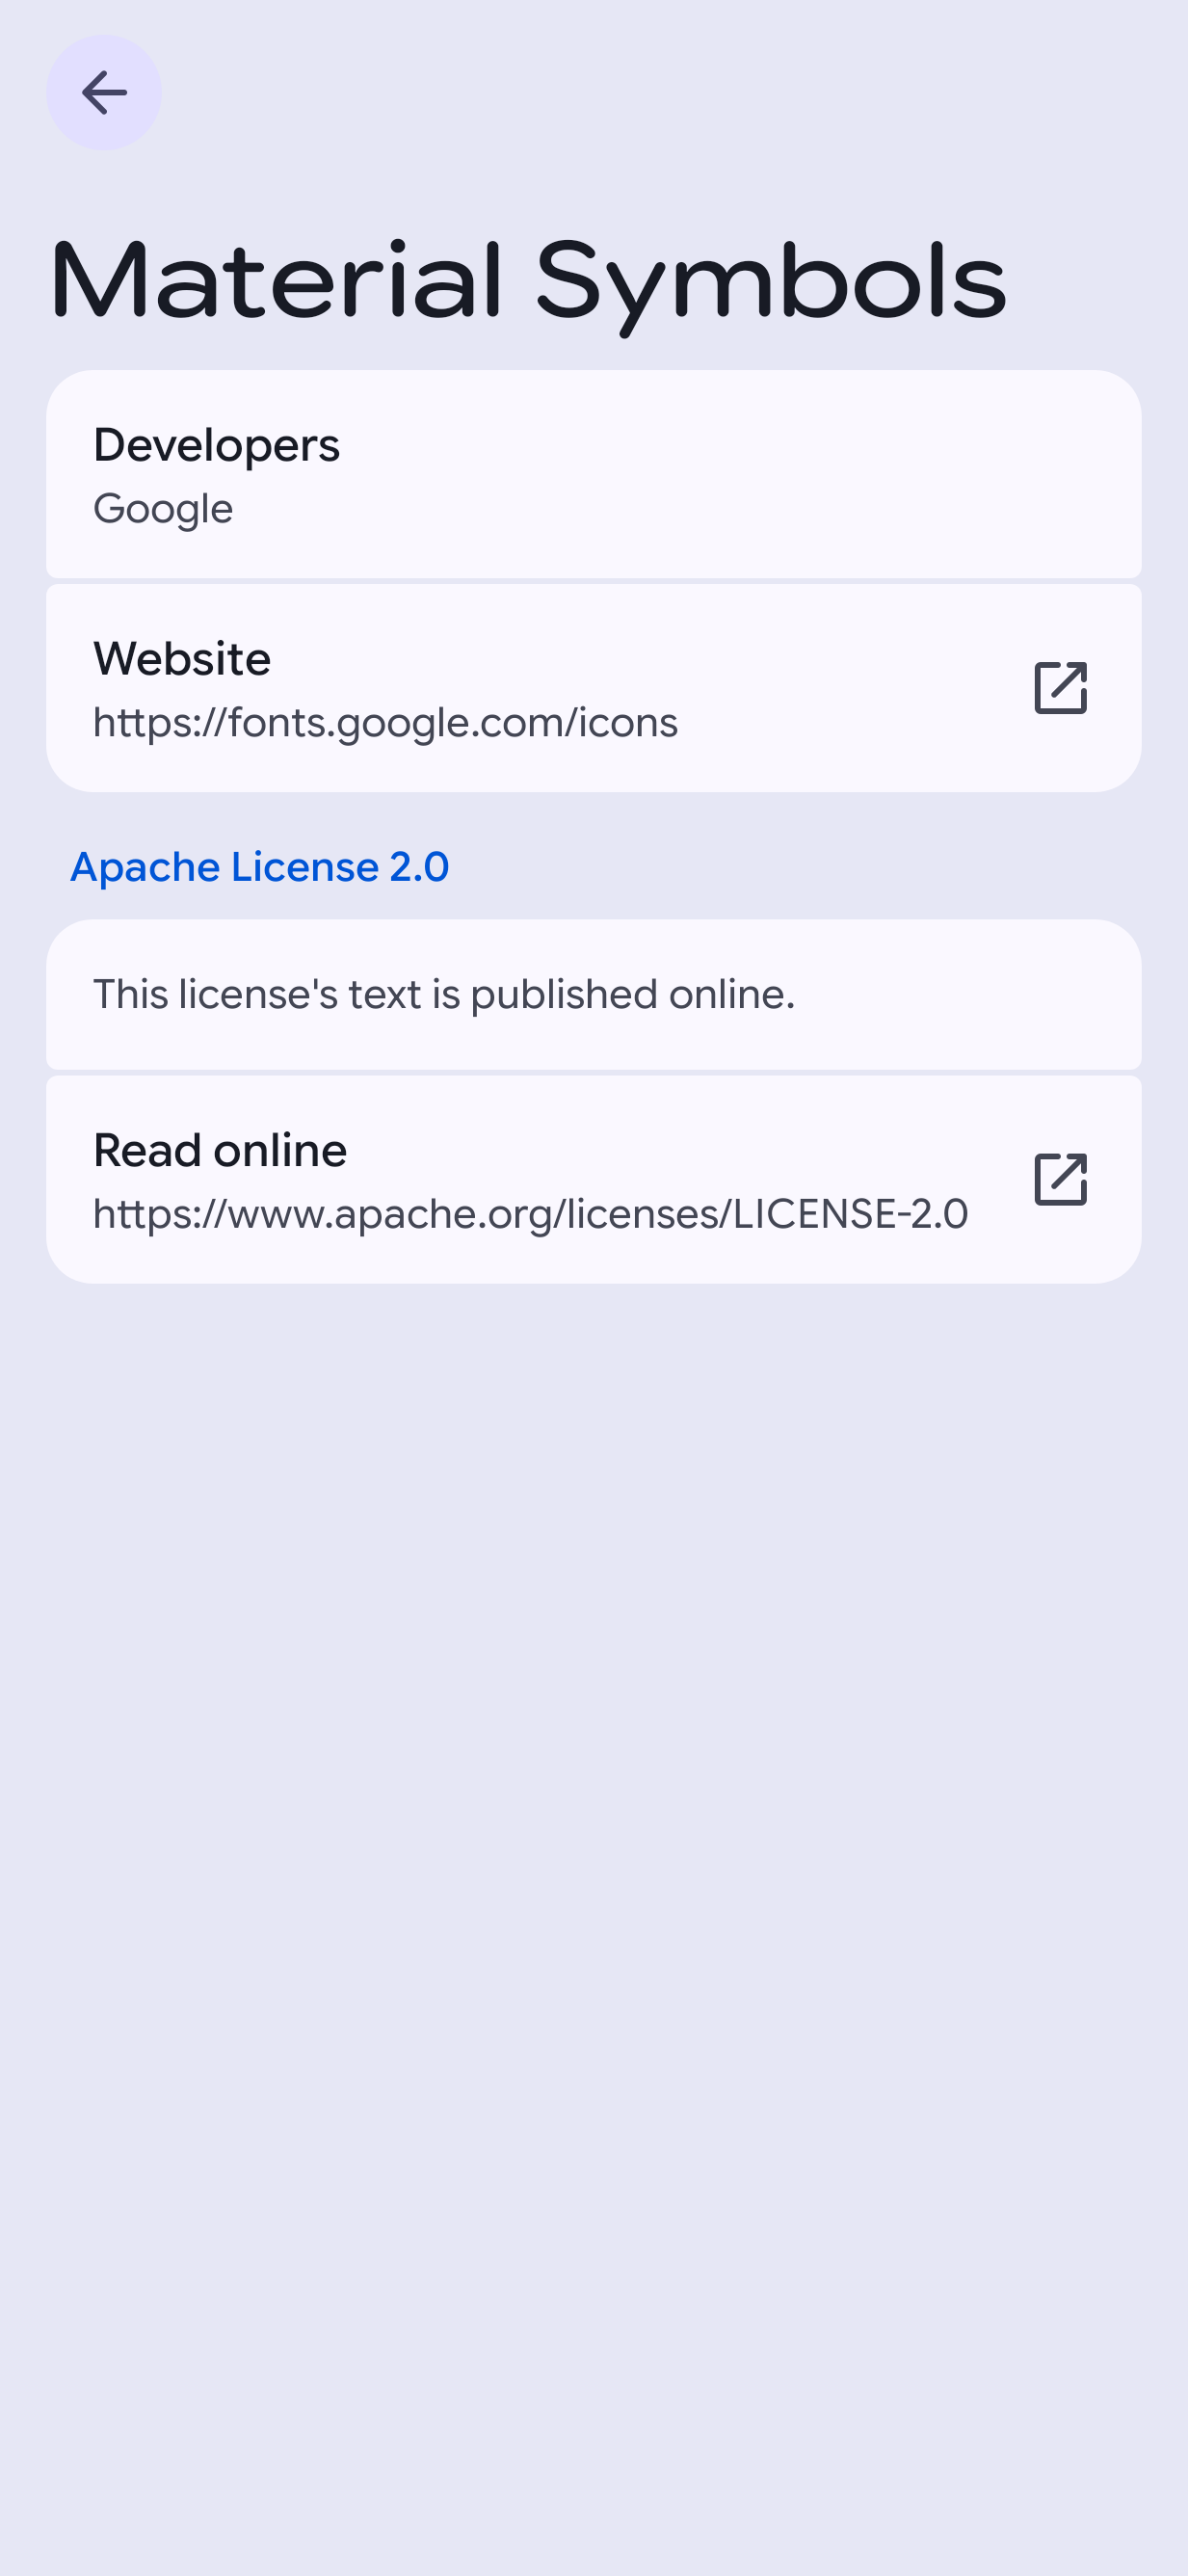 Material Symbols
Developers
Google
Website
https://fonts.google.com/icons
Apache License 2.0
This license's text is published online.
Read online
https://www.apache.org/licenses/LICENSE-2.0